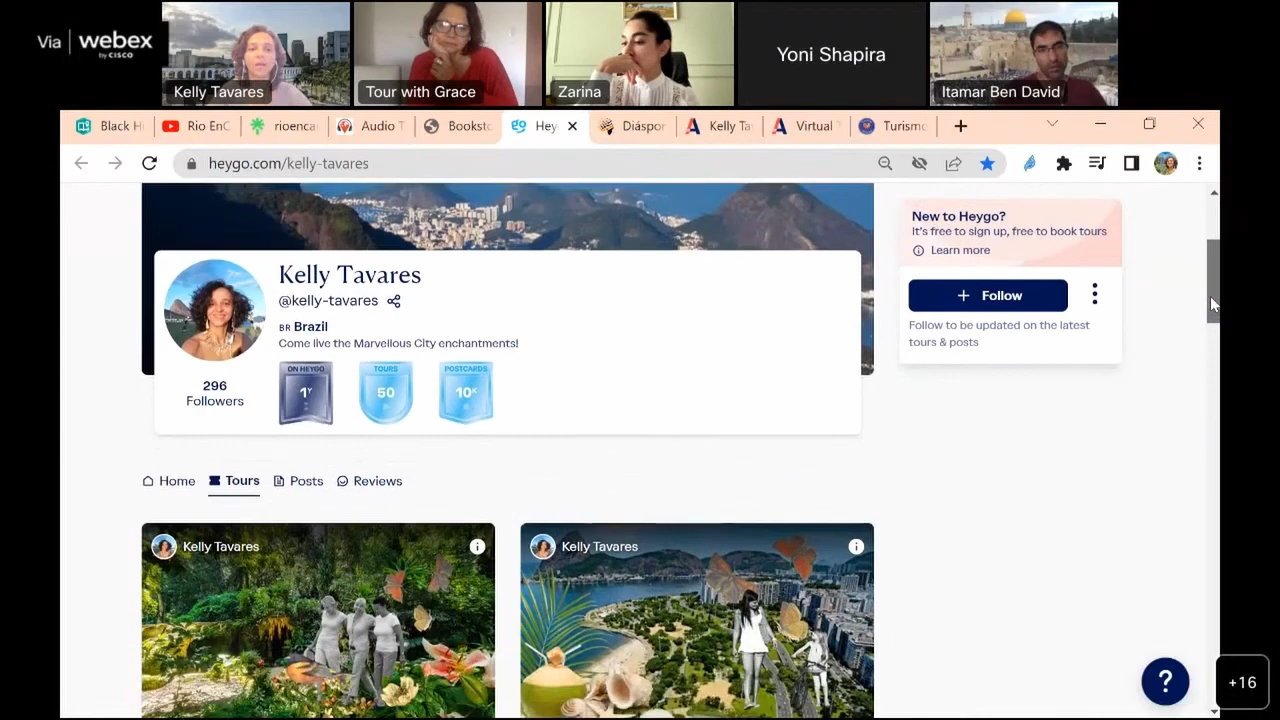 Via | webex
by CISCO
Kelly Tavares
Tour with Grace
Zarina
Yoni Shapira
Itamar Ben David
Black H
Rio EnC
rioenca
Audio T
Bookstc
Hey
Diáspor
Kelly Ta
Virtual
Turismo
heygo.com/kelly-tavares
New to Heygo?
It's free to sign up, free to book tours
Learn more
Kelly Tavares
@kelly-tavares
BR Brazil
Come live the Marvellous City enchantments!
+ Follow
Follow to be updated on the latest
tours & posts
296
Followers
ON HEYGO
1Y
TOURS
50
POSTCARDS
10K
Home
Tours
Posts
Reviews
Kelly Tavares
Kelly Tavares
?
+16